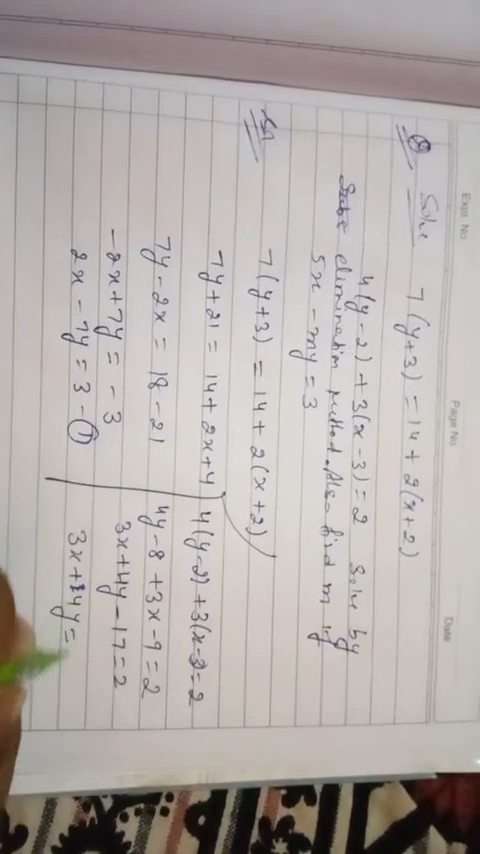 Expt. No.
Page No.
Date
Q Solve 7(y+3) = 14 + 2(x+2)
4(y-2) + 3(x-3) = 2 Solve by
elimination method. Also find m if
5x - my = 3
7(y+3) = 14 + 2(x+2)
7y + 21 = 14 + 2x + 4
7y - 2x = 18 - 21
-2x + 7y = -3
2x - 7y = 3 - ①
4(y-2) + 3(x-3) = 2
4y - 8 + 3x - 9 = 2
3x + 4y - 17 = 2
3x + 4y =